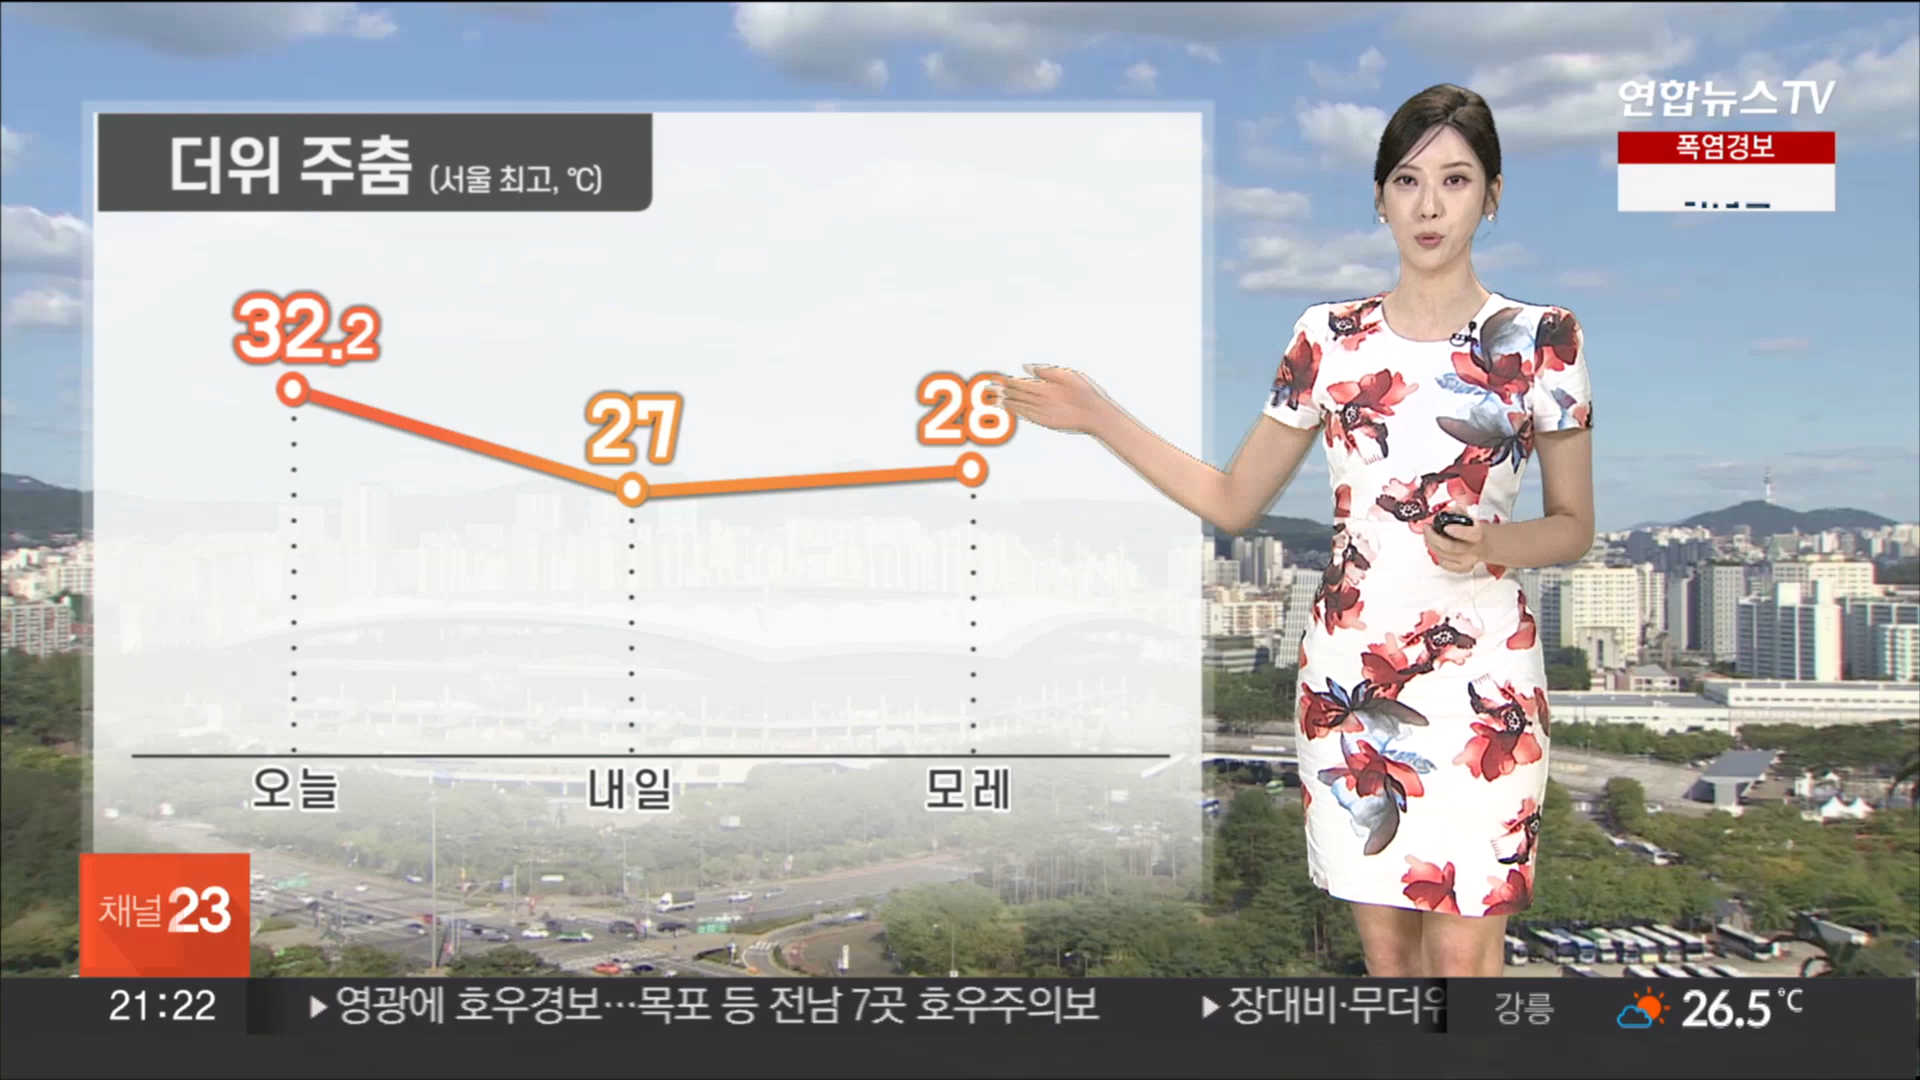 더위 주춤 (서울 최고, ℃)
연합뉴스TV
폭염경보
32.2
27
28
오늘
내일
모레
채널 23
21:22
▶영광에 호우경보…목포 등 전남 7곳 호우주의보
▶장대비·무더위
강릉
26.5℃